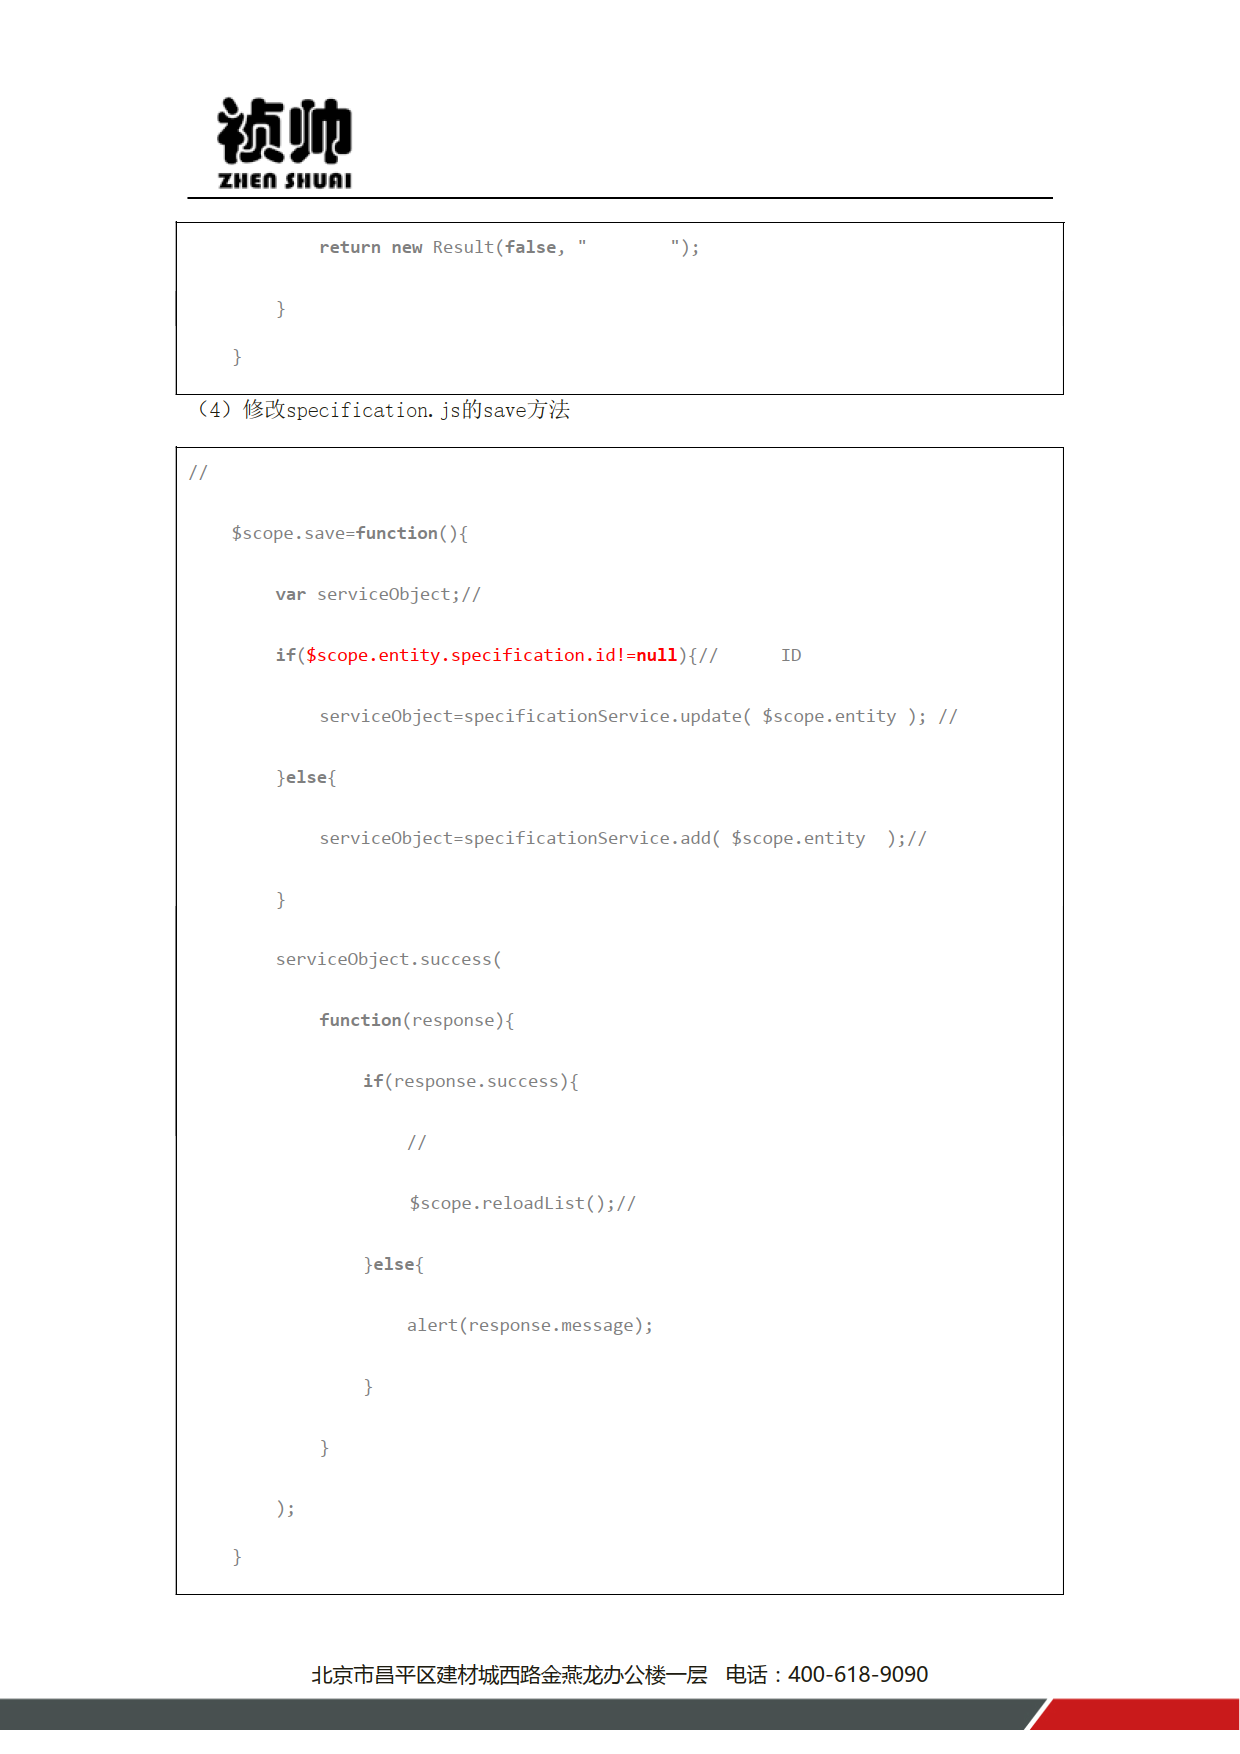 祯帅
ZHEN SHUAI
return new Result(false, "        ");
}
}
（4）修改specification.js的save方法
//
$scope.save=function(){
var serviceObject;//
if($scope.entity.specification.id!=null){//      ID
serviceObject=specificationService.update( $scope.entity ); //
}else{
serviceObject=specificationService.add( $scope.entity  );//
}
serviceObject.success(
function(response){
if(response.success){
//
$scope.reloadList();//
}else{
alert(response.message);
}
}
);
}
北京市昌平区建材城西路金燕龙办公楼一层   电话：400-618-9090